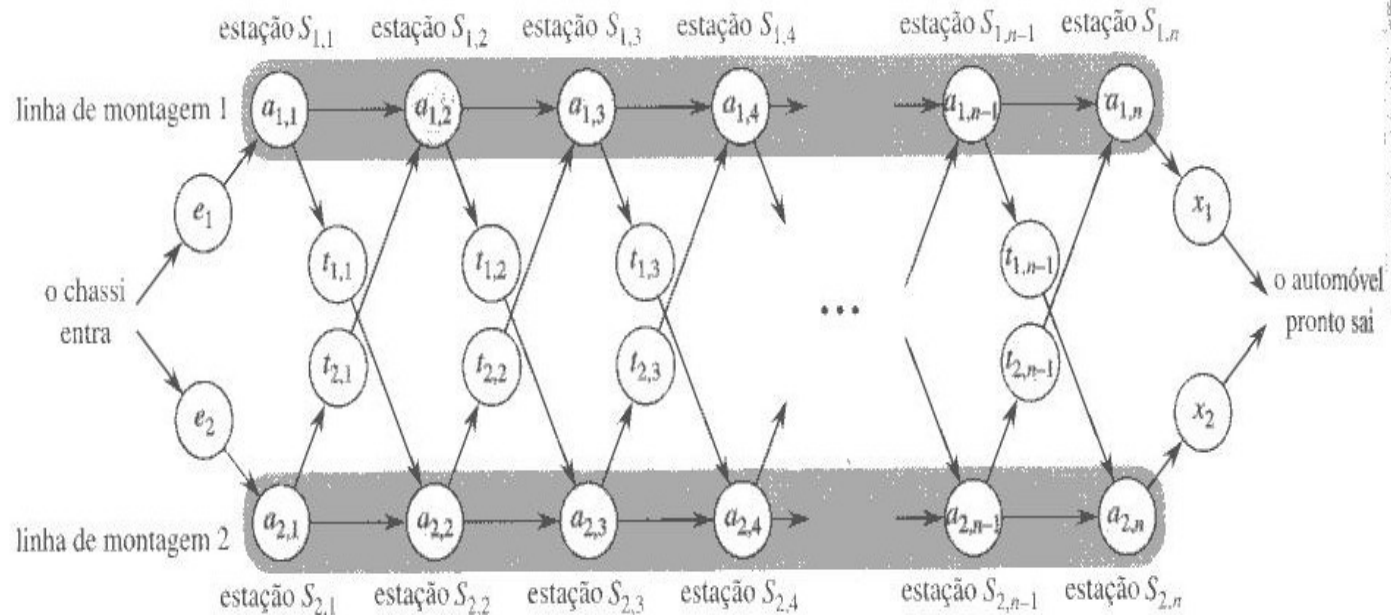 estação S1,1 estação S1,2 estação S1,3 estação S1,4 estação S1,n–1 estação S1,n
linha de montagem 1 a1,1 a1,2 a1,3 a1,4 a1,n–1 a1,n
e1 x1
t1,1 t1,2 t1,3 t1,n–1
o chassi
entra
o automóvel
pronto sai
...
t2,1 t2,2 t2,3 t2,n–1
e2 x2
linha de montagem 2 a2,1 a2,2 a2,3 a2,4 a2,n–1 a2,n
estação S2,1 estação S2,2 estação S2,3 estação S2,4 estação S2,n–1 estação S2,n